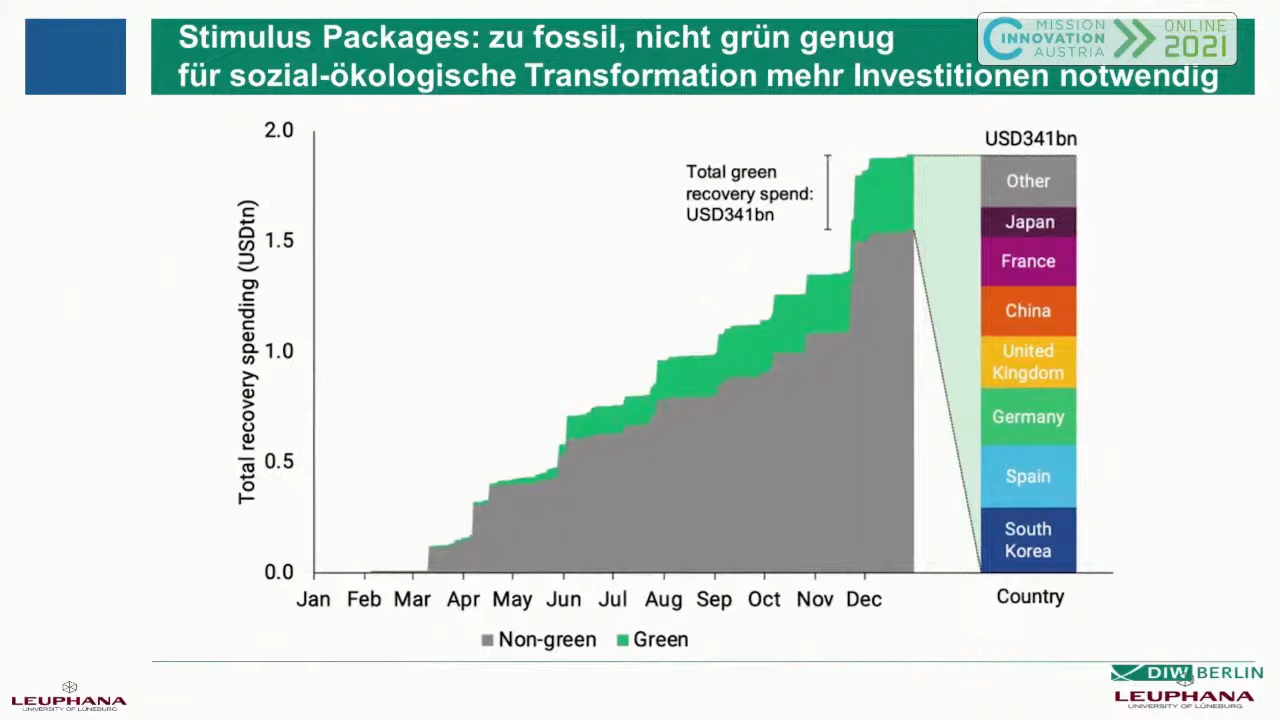 Stimulus Packages: zu fossil, nicht grün genug
für sozial-ökologische Transformation mehr Investitionen notwendig
MISSION
INNOVATION
AUSTRIA
ONLINE
2021
2.0
1.5
1.0
0.5
0.0
Total recovery spending (USDtn)
Total green
recovery spend:
USD341bn
USD341bn
Other
Japan
France
China
United
Kingdom
Germany
Spain
South
Korea
Jan Feb Mar Apr May Jun Jul Aug Sep Oct Nov Dec
Country
Non-green Green
DIW BERLIN
LEUPHANA
UNIVERSITY OF LÜNEBURG
LEUPHANA
UNIVERSITY OF LÜNEBURG